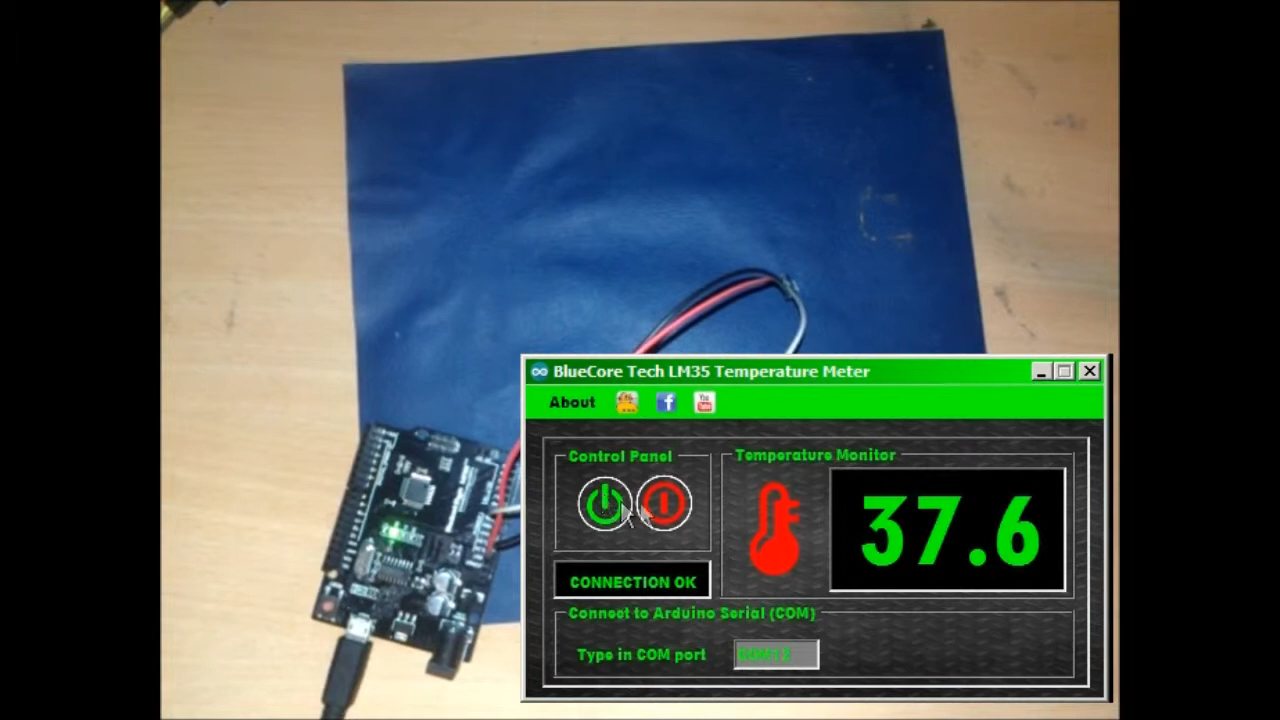 BlueCore Tech LM35 Temperature Meter
About
Control Panel
Temperature Monitor
37.6
CONNECTION OK
Connect to Arduino Serial (COM)
Type in COM port